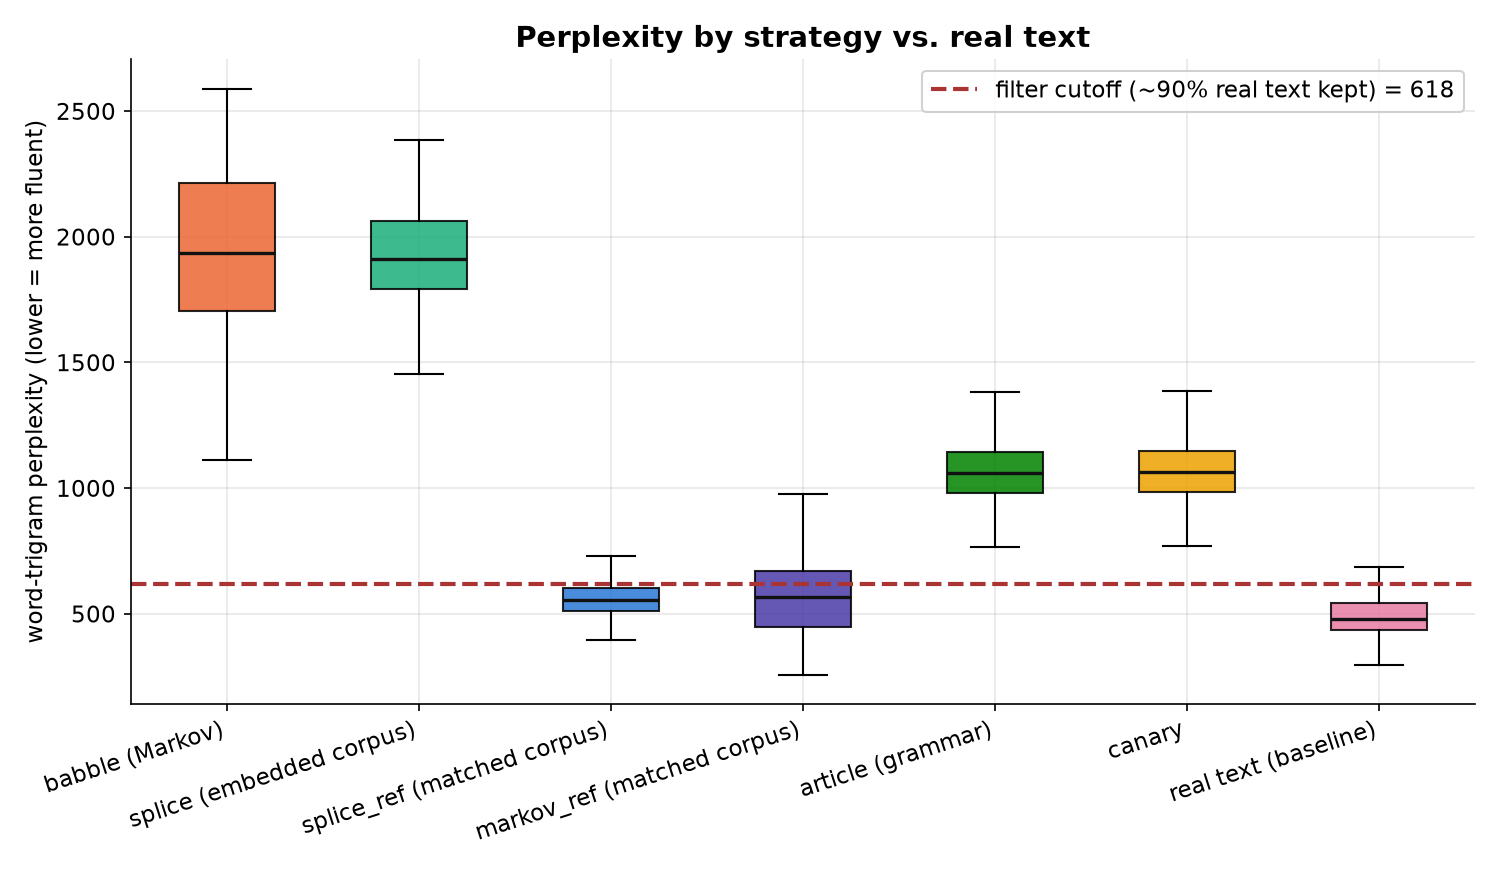 Perplexity by strategy vs. real text
filter cutoff (~90% real text kept) = 618
word-trigram perplexity (lower = more fluent)
2500
2000
1500
1000
500
babble (Markov)
splice (embedded corpus)
splice_ref (matched corpus)
markov_ref (matched corpus)
article (grammar)
canary
real text (baseline)